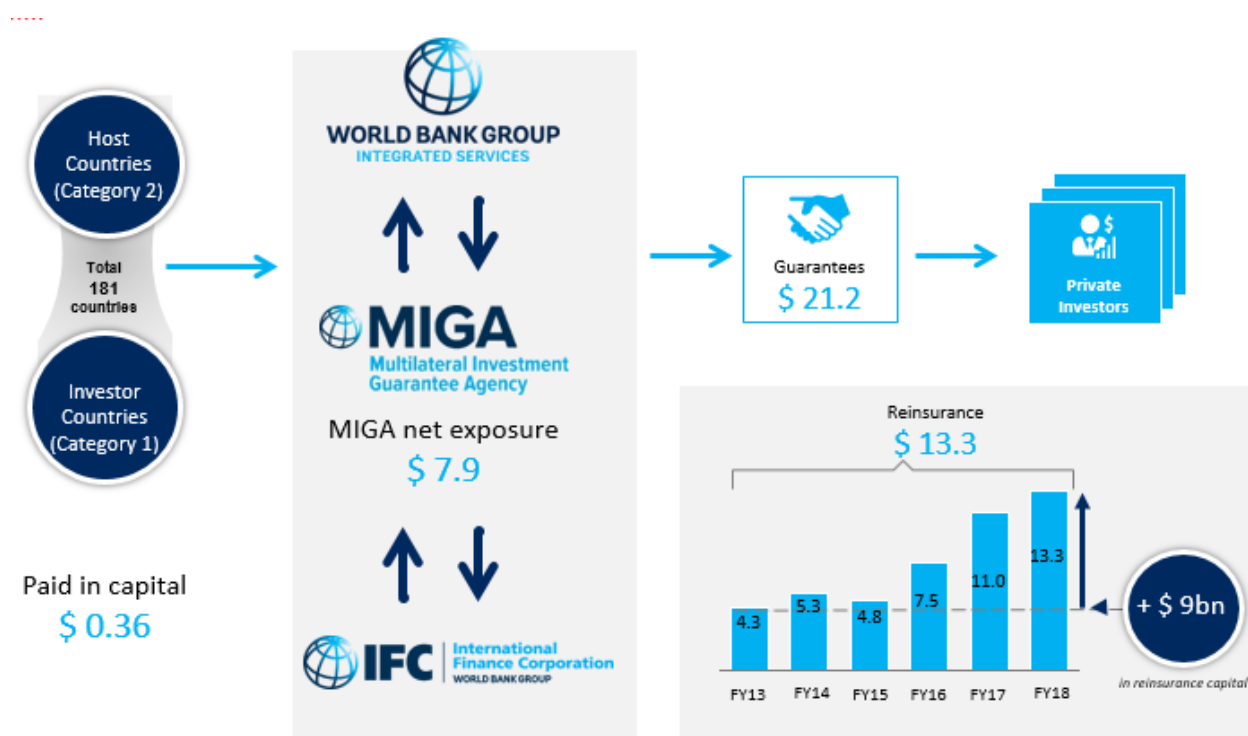 Host
Countries
(Category 2)
Total
181
countries
Investor
Countries
(Category 1)
Paid in capital
$ 0.36
WORLD BANK GROUP
INTEGRATED SERVICES
MIGA
Multilateral Investment
Guarantee Agency
MIGA net exposure
$ 7.9
IFC
International
Finance Corporation
WORLD BANK GROUP
Guarantees
$ 21.2
$
Private
Investors
Reinsurance
$ 13.3
4.3
5.3
4.8
7.5
11.0
13.3
FY13
FY14
FY15
FY16
FY17
FY18
+ $ 9bn
in reinsurance capital